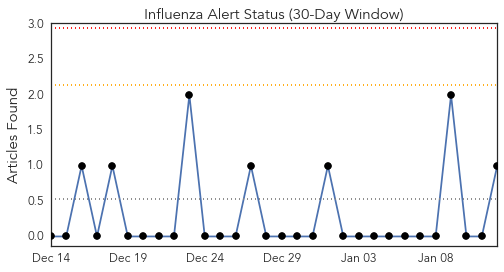 Influenza Alert Status (30-Day Window)
Articles Found
3.0
2.5
2.0
1.5
1.0
0.5
0.0
Dec 14 Dec 19 Dec 24 Dec 29 Jan 03 Jan 08